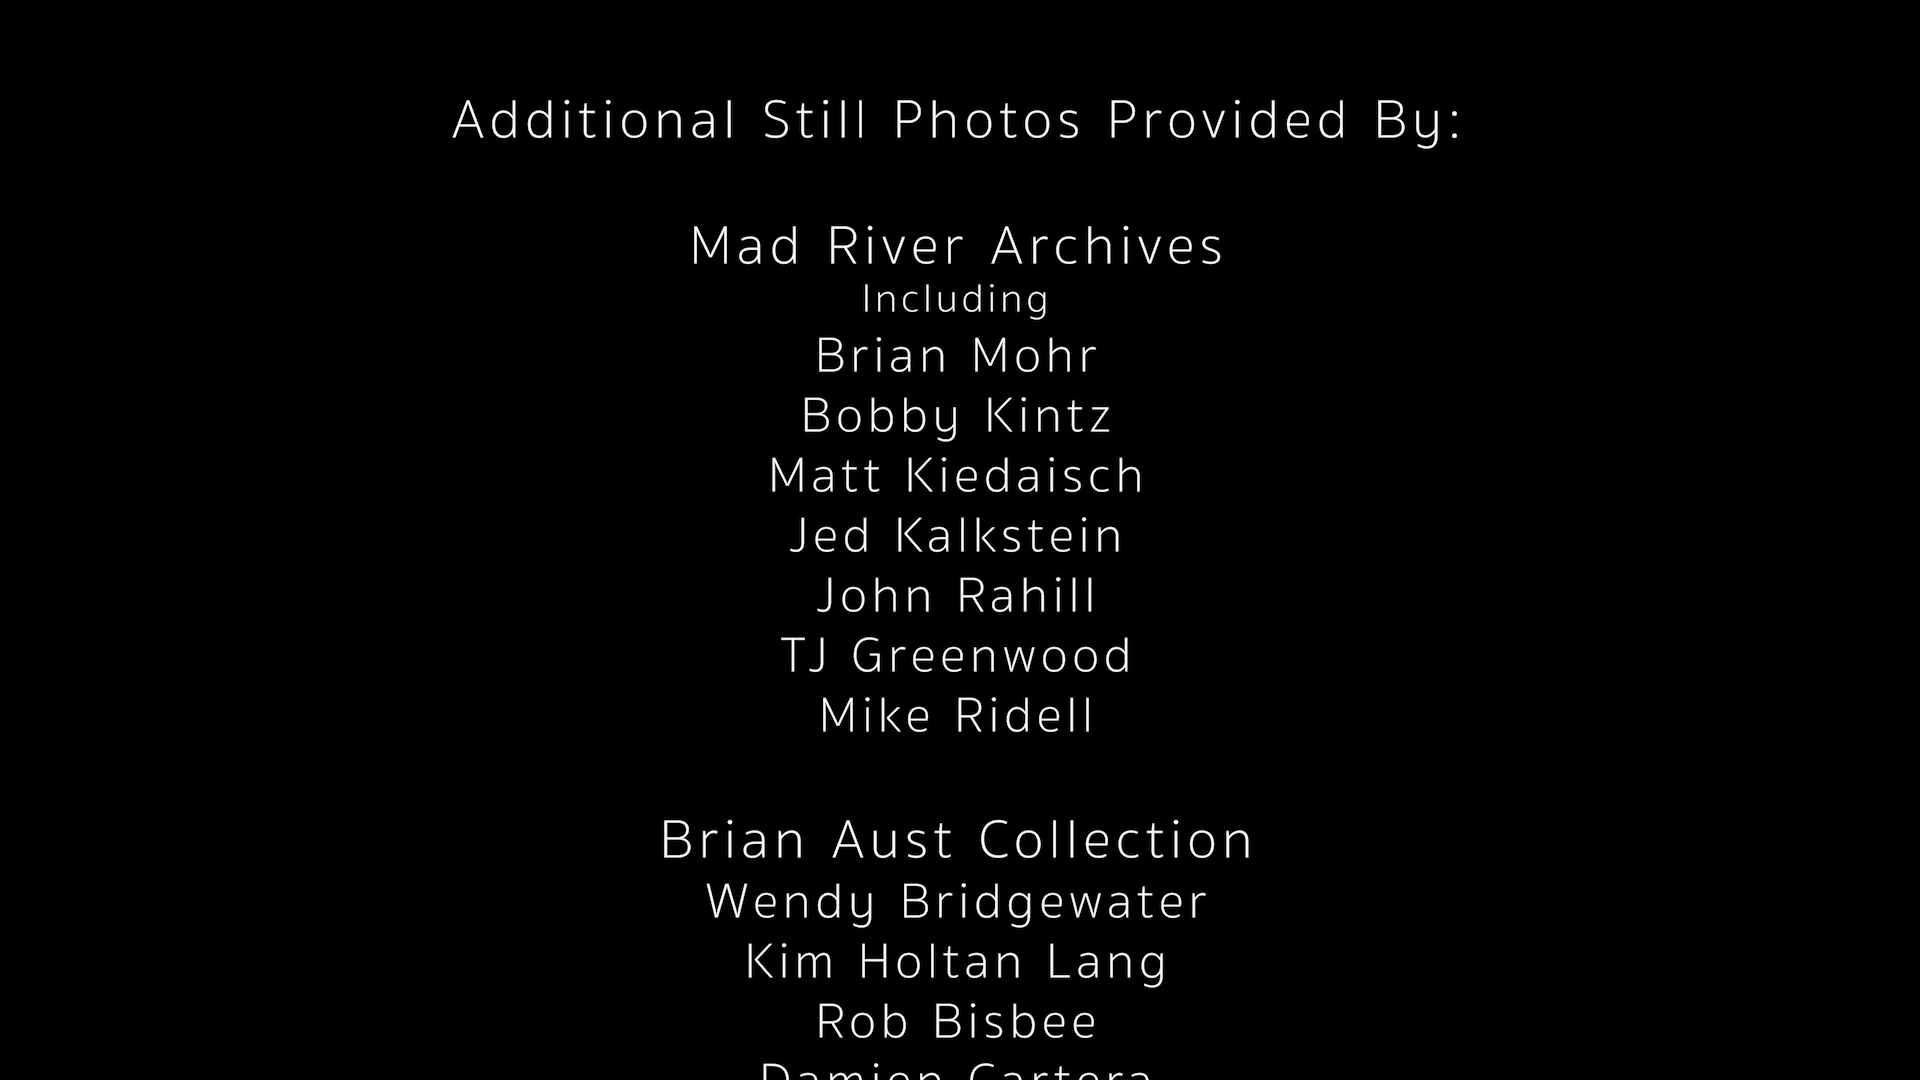 Additional Still Photos Provided By:
Mad River Archives
Including
Brian Mohr
Bobby Kintz
Matt Kiedaisch
Jed Kalkstein
John Rahill
TJ Greenwood
Mike Ridell
Brian Aust Collection
Wendy Bridgewater
Kim Holtan Lang
Rob Bisbee